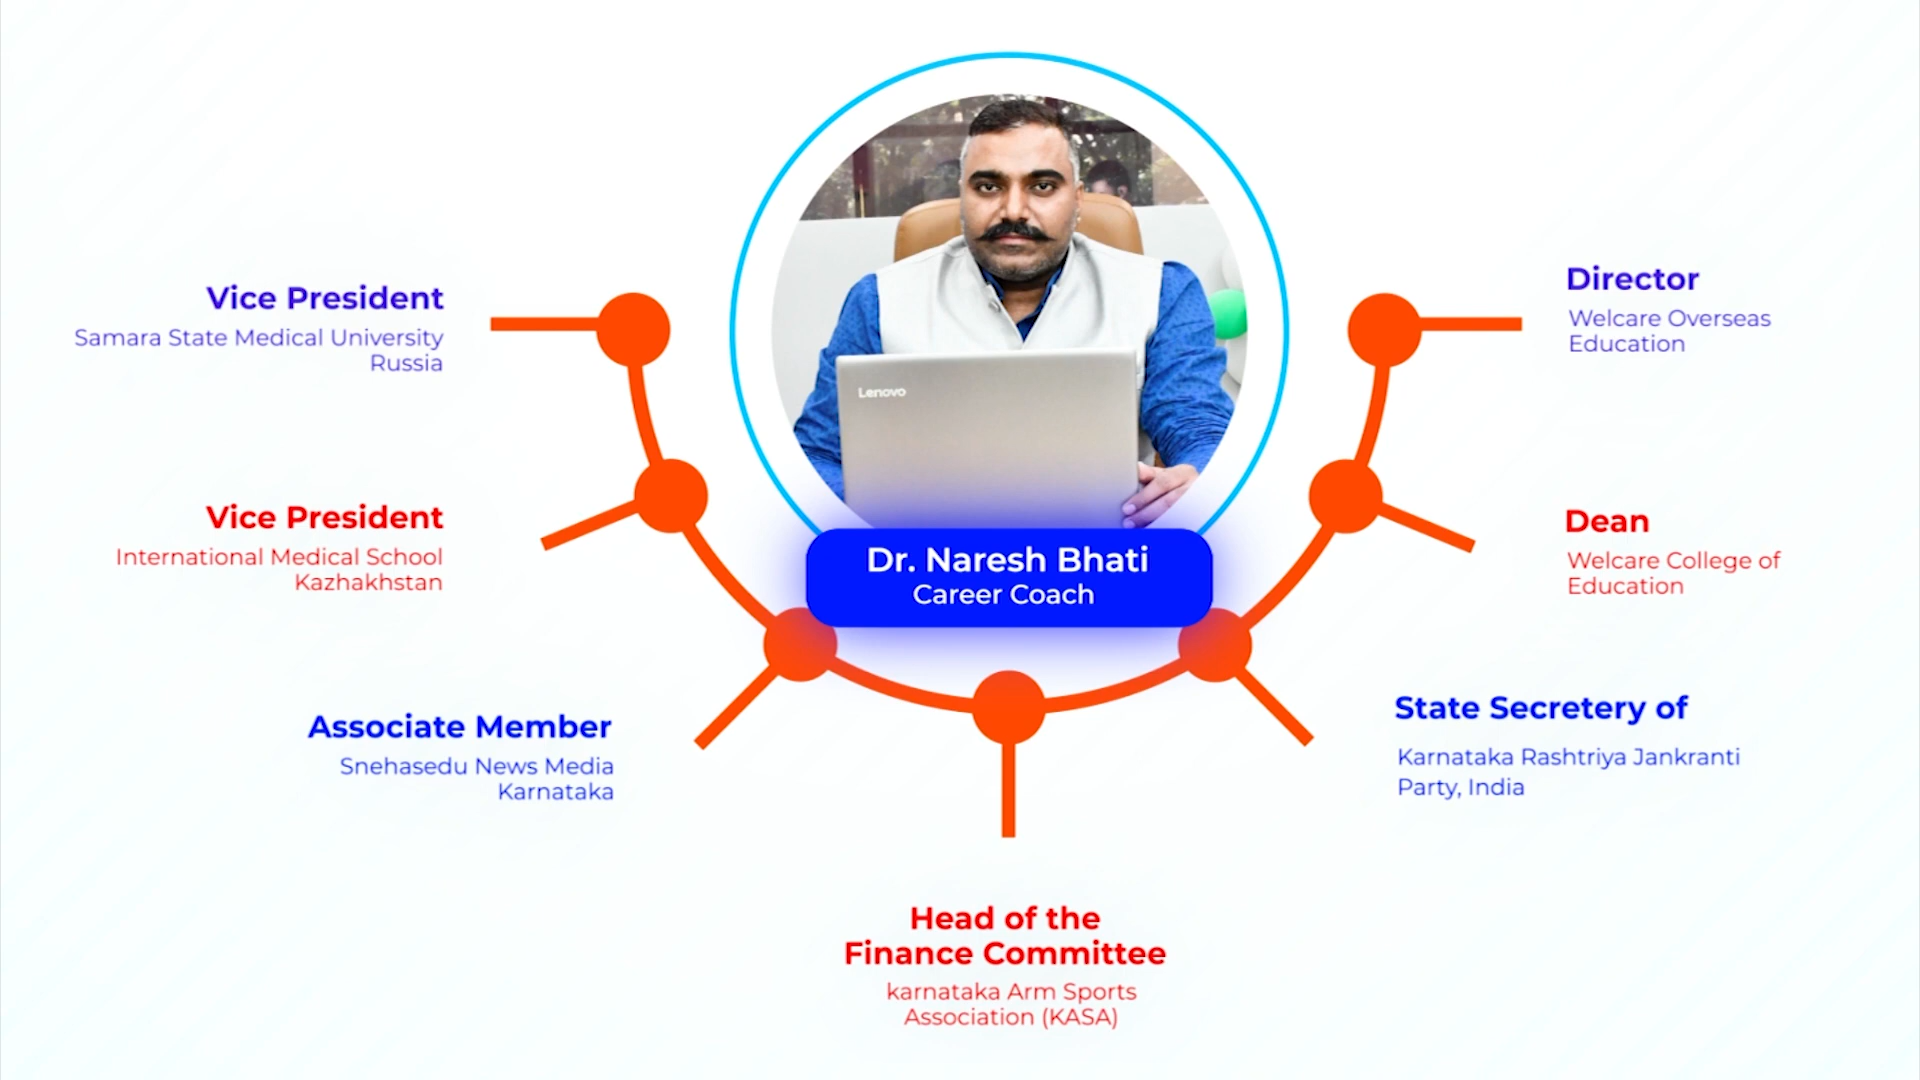 Lenovo
Dr. Naresh Bhati
Career Coach
Vice President
Samara State Medical University
Russia
Vice President
International Medical School
Kazhakhstan
Associate Member
Snehasedu News Media
Karnataka
Head of the
Finance Committee
karnataka Arm Sports
Association (KASA)
State Secretery of
Karnataka Rashtriya Jankranti
Party, India
Dean
Welcare College of
Education
Director
Welcare Overseas
Education